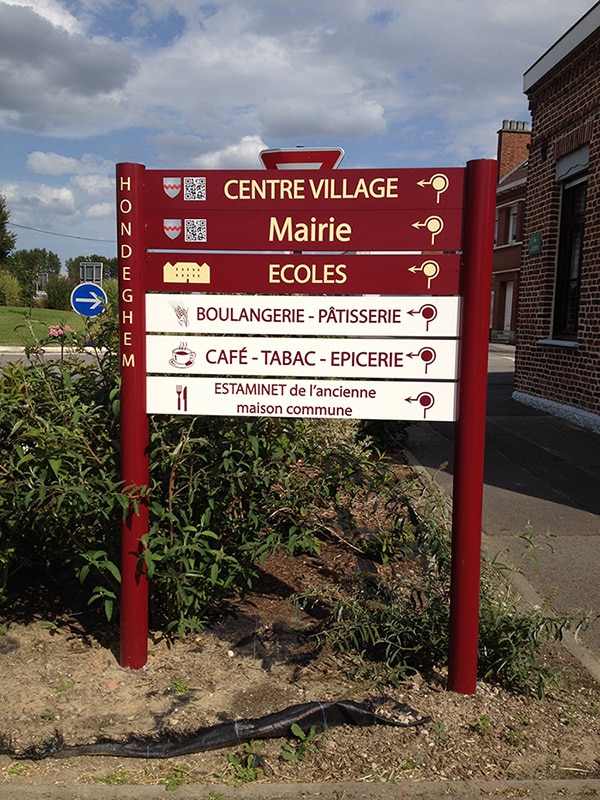 HONDEGHEM
CENTRE VILLAGE
Mairie
ECOLES
BOULANGERIE - PÂTISSERIE
CAFÉ - TABAC - EPICERIE
ESTAMINET de l'ancienne
maison commune